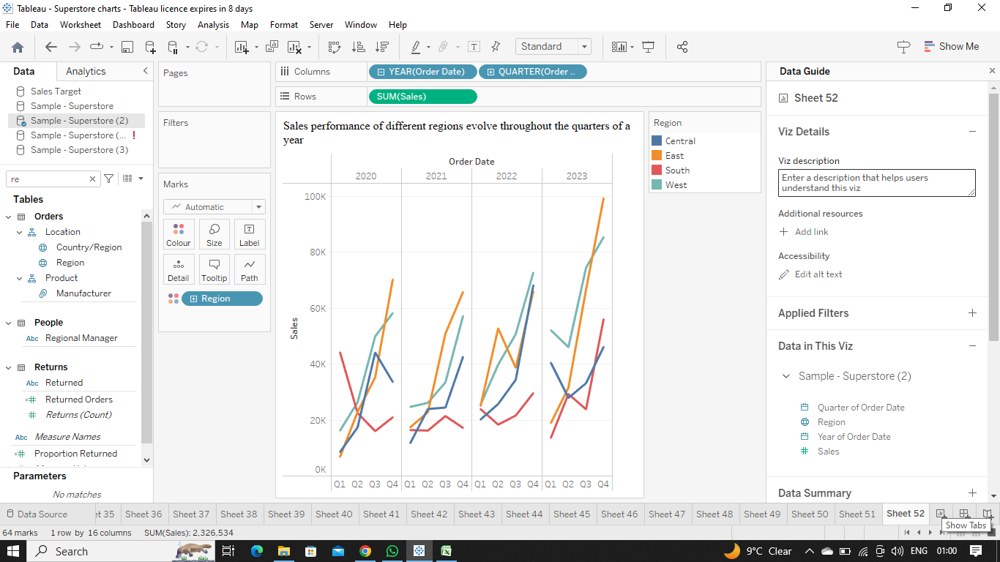 Tableau - Superstore charts - Tableau licence expires in 8 days
File Data Worksheet Dashboard Story Analysis Map Format Server Window Help
Standard
Show Me
Data Analytics
Sales Target
Sample - Superstore
Sample - Superstore (2)
Sample - Superstore (... !
Sample - Superstore (3)
re
Tables
Orders
Location
Country/Region
Region
Product
Manufacturer
People
Abc Regional Manager
Returns
Abc Returned
Returned Orders
Returns (Count)
Abc Measure Names
Proportion Returned
Parameters
No matches
Pages
Filters
Marks
Automatic
Colour Size Label
Detail Tooltip Path
Region
Columns YEAR(Order Date) QUARTER(Order ..
Rows SUM(Sales)
Sales performance of different regions evolve throughout the quarters of a
year
Order Date
2020 2021 2022 2023
Sales
100K
80K
60K
40K
20K
0K
Q1 Q2 Q3 Q4 Q1 Q2 Q3 Q4 Q1 Q2 Q3 Q4 Q1 Q2 Q3 Q4
Region
Central
East
South
West
Data Guide
Sheet 52
Viz Details
Viz description
Enter a description that helps users
understand this viz
Additional resources
Add link
Accessibility
Edit alt text
Applied Filters
Data in This Viz
Sample - Superstore (2)
Quarter of Order Date
Region
Year of Order Date
Sales
Data Summary
Data Source et 35 Sheet 36 Sheet 37 Sheet 38 Sheet 39 Sheet 40 Sheet 41 Sheet 42 Sheet 43 Sheet 44 Sheet 45 Sheet 46 Sheet 47 Sheet 48 Sheet 49 Sheet 50 Sheet 51 Sheet 52
Show Tabs
64 marks 1 row by 16 columns SUM(Sales): 2,326,534
Search
9°C Clear
ENG 01:00